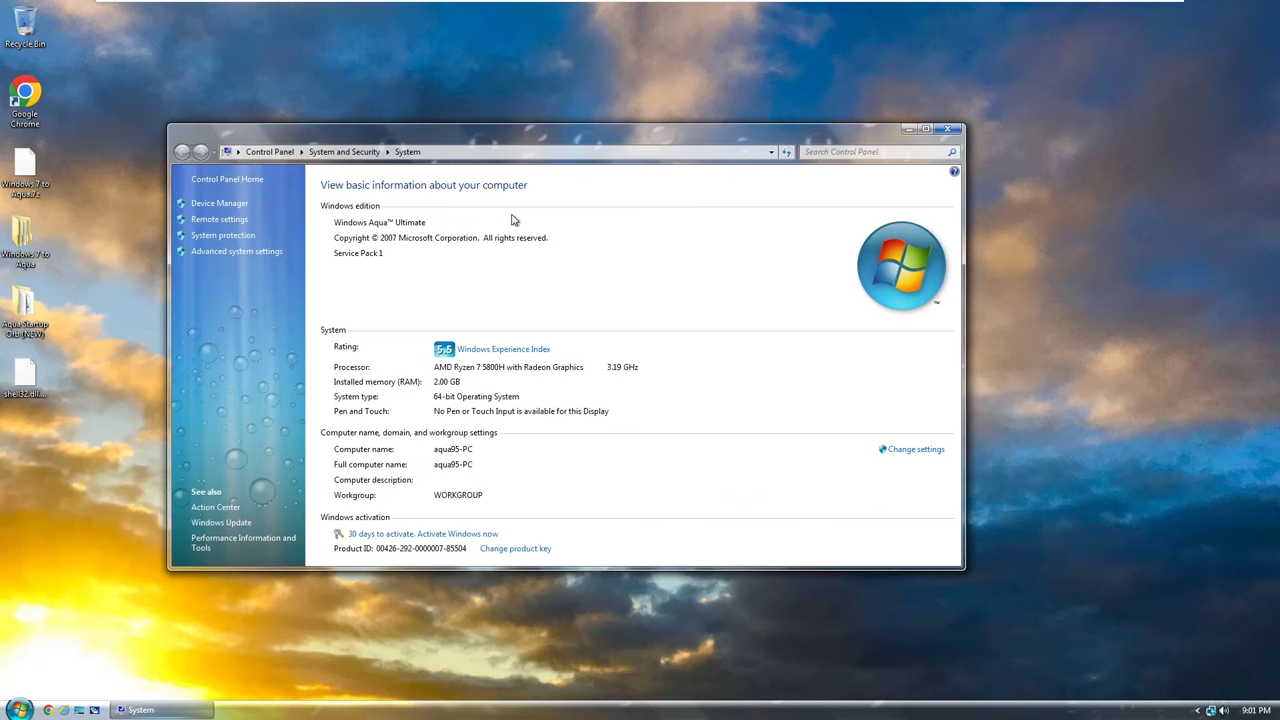 Recycle Bin
Google
Chrome
Windows 7 to
Aqua.7z
Windows 7 to
Aqua
Aqua Startup
Orb (NEW)
shell32.dll....
Control Panel
System and Security
System
Search Control Panel
Control Panel Home
Device Manager
Remote settings
System protection
Advanced system settings
See also
Action Center
Windows Update
Performance Information and
Tools
View basic information about your computer
Windows edition
Windows Aqua™ Ultimate
Copyright © 2007 Microsoft Corporation. All rights reserved.
Service Pack 1
™
System
Rating: 5.5 Windows Experience Index
Processor: AMD Ryzen 7 5800H with Radeon Graphics 3.19 GHz
Installed memory (RAM): 2.00 GB
System type: 64-bit Operating System
Pen and Touch: No Pen or Touch Input is available for this Display
Computer name, domain, and workgroup settings
Computer name: aqua95-PC Change settings
Full computer name: aqua95-PC
Computer description:
Workgroup: WORKGROUP
Windows activation
30 days to activate. Activate Windows now
Product ID: 00426-292-0000007-85504 Change product key
System
9:01 PM